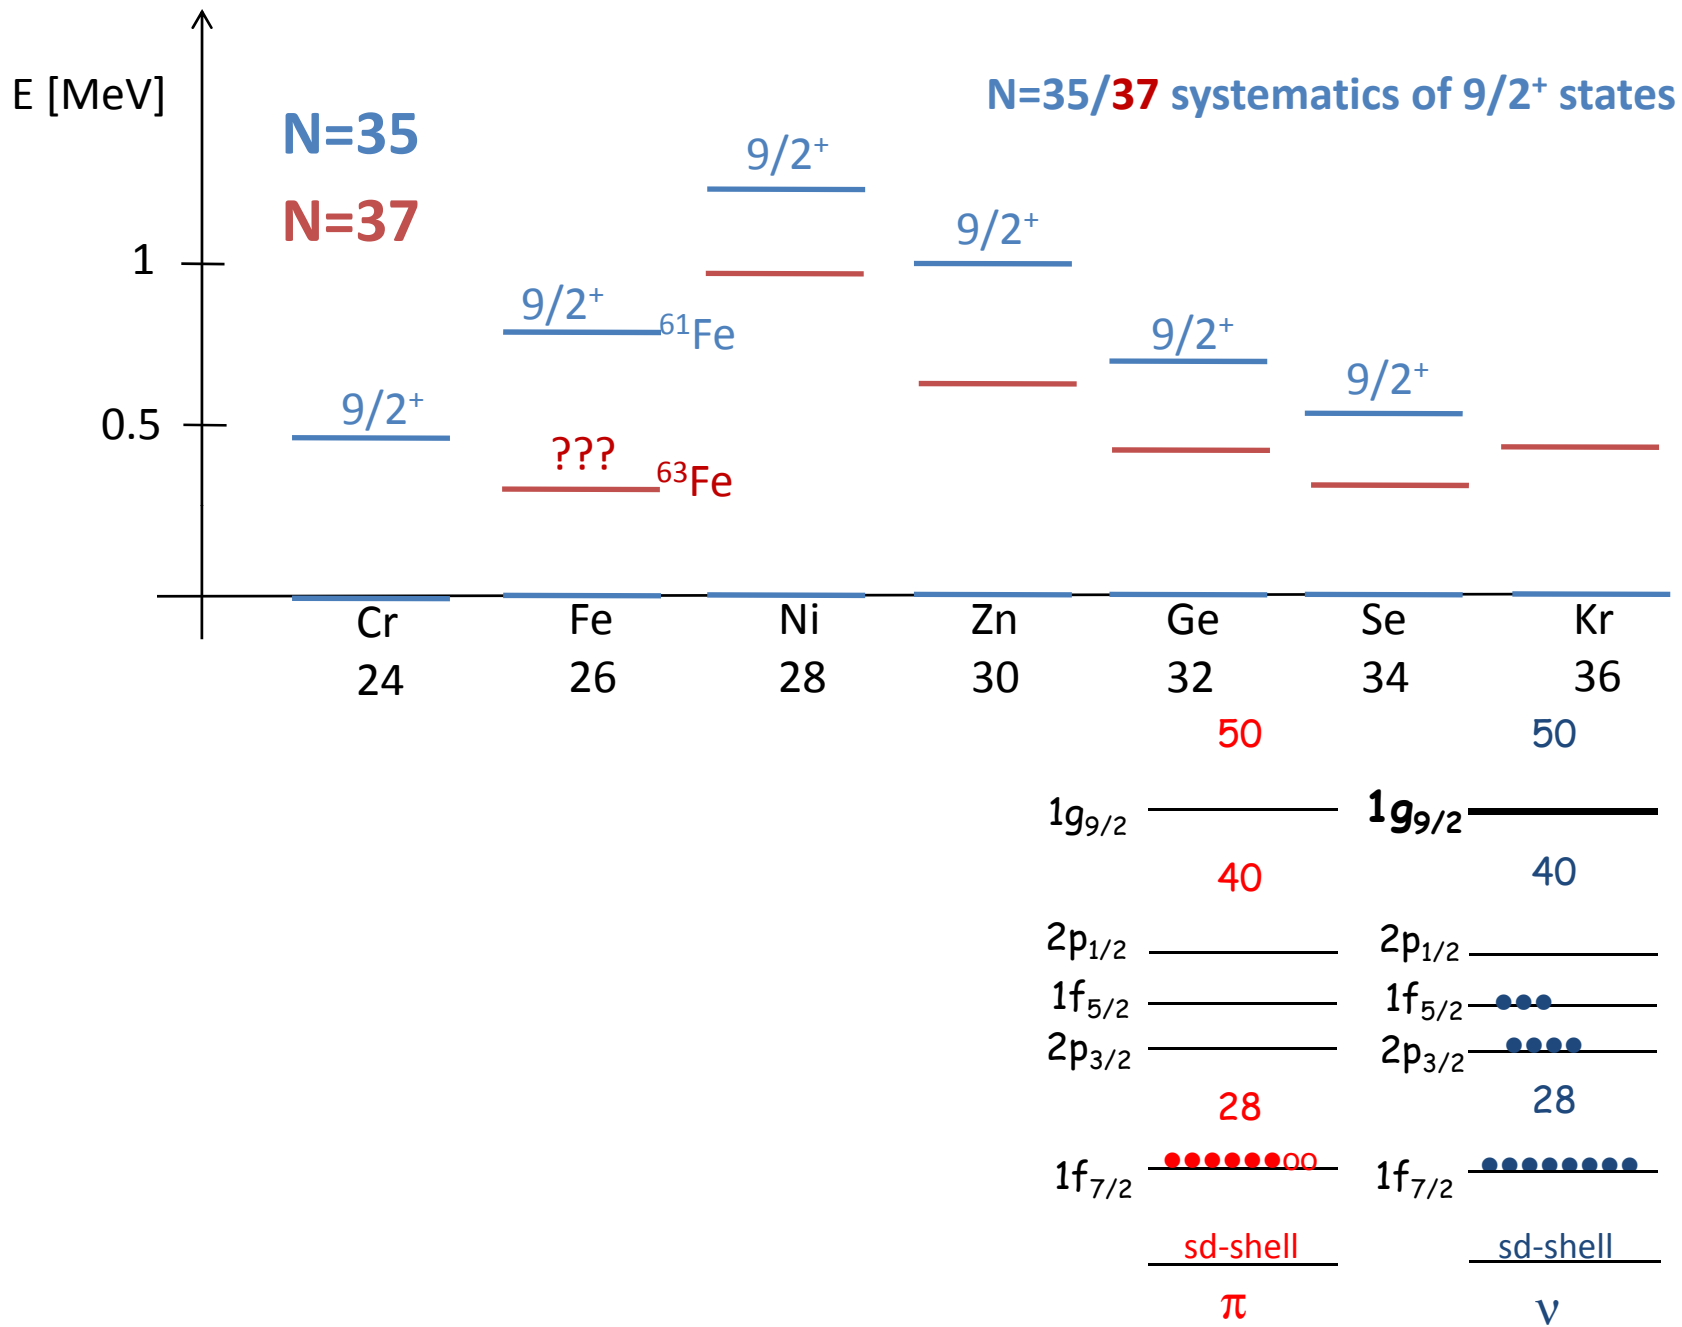 E [MeV]
N=35/37 systematics of 9/2⁺ states
N=35
N=37
9/2⁺
9/2⁺
1
9/2⁺
⁶¹Fe
9/2⁺
9/2⁺
9/2⁺
0.5
???
⁶³Fe
Cr Fe Ni Zn Ge Se Kr
24 26 28 30 32 34 36
50 50
1g₉/₂ 1g₉/₂
40 40
2p₁/₂ 2p₁/₂
1f₅/₂ 1f₅/₂
2p₃/₂ 2p₃/₂
28 28
1f₇/₂ 1f₇/₂
sd-shell sd-shell
π ν